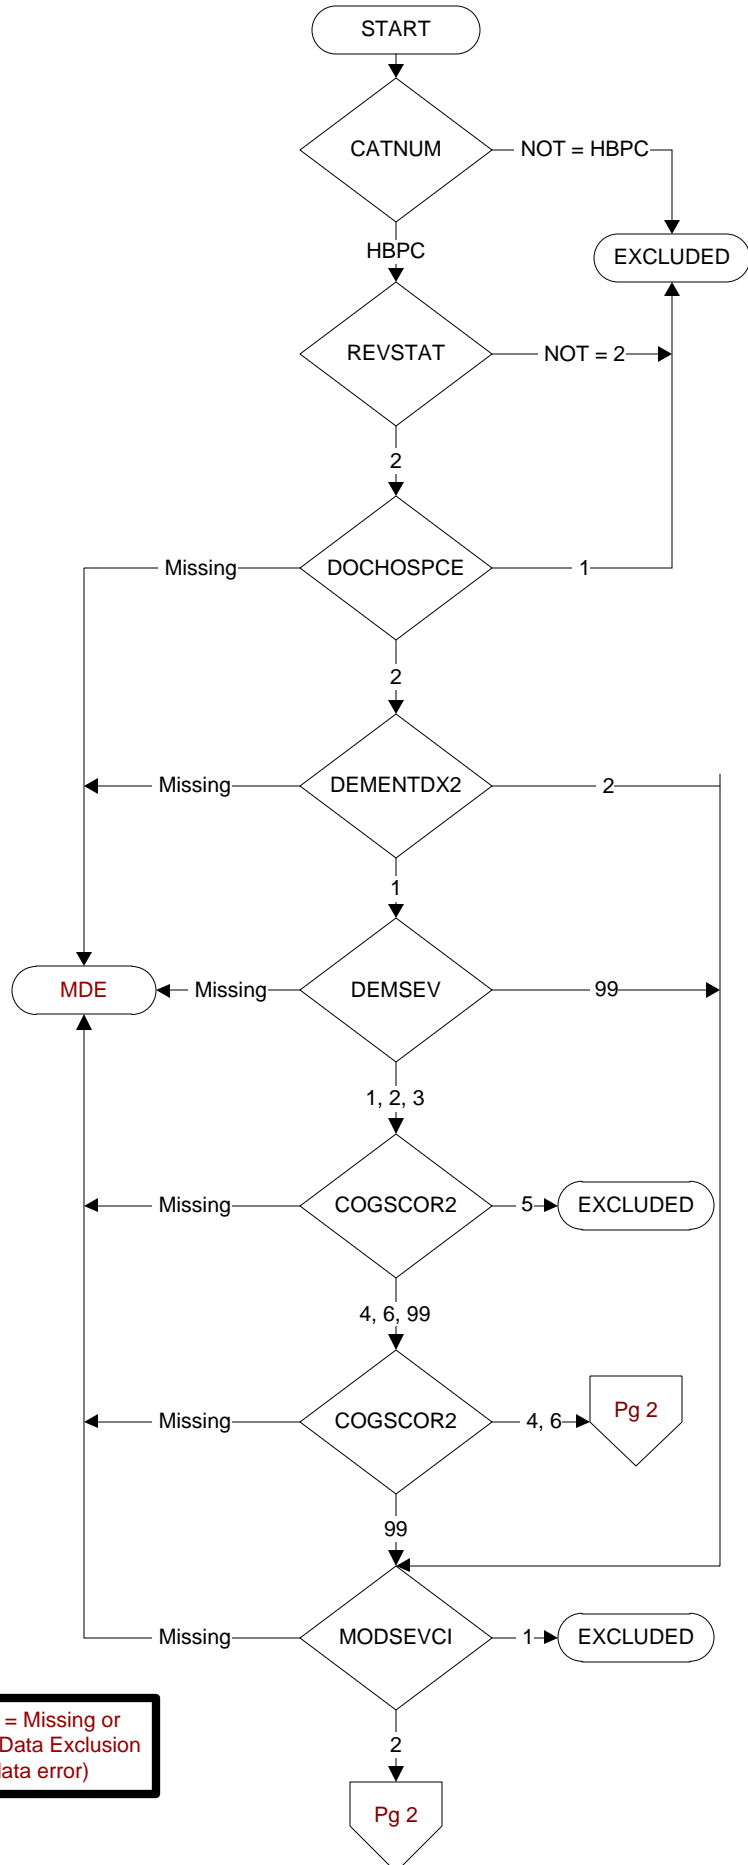 START
CATNUM
NOT = HBPC
HBPC
EXCLUDED
REVSTAT
NOT = 2
2
Missing
DOCHOSPCE
1
2
Missing
DEMENTDX2
2
1
MDE
Missing
DEMSEV
99
1, 2, 3
Missing
COGSCOR2
5
EXCLUDED
4, 6, 99
Missing
COGSCOR2
4, 6
Pg 2
99
Missing
MODSEVCI
1
EXCLUDED
= Missing or
Data Exclusion
error)
2
Pg 2